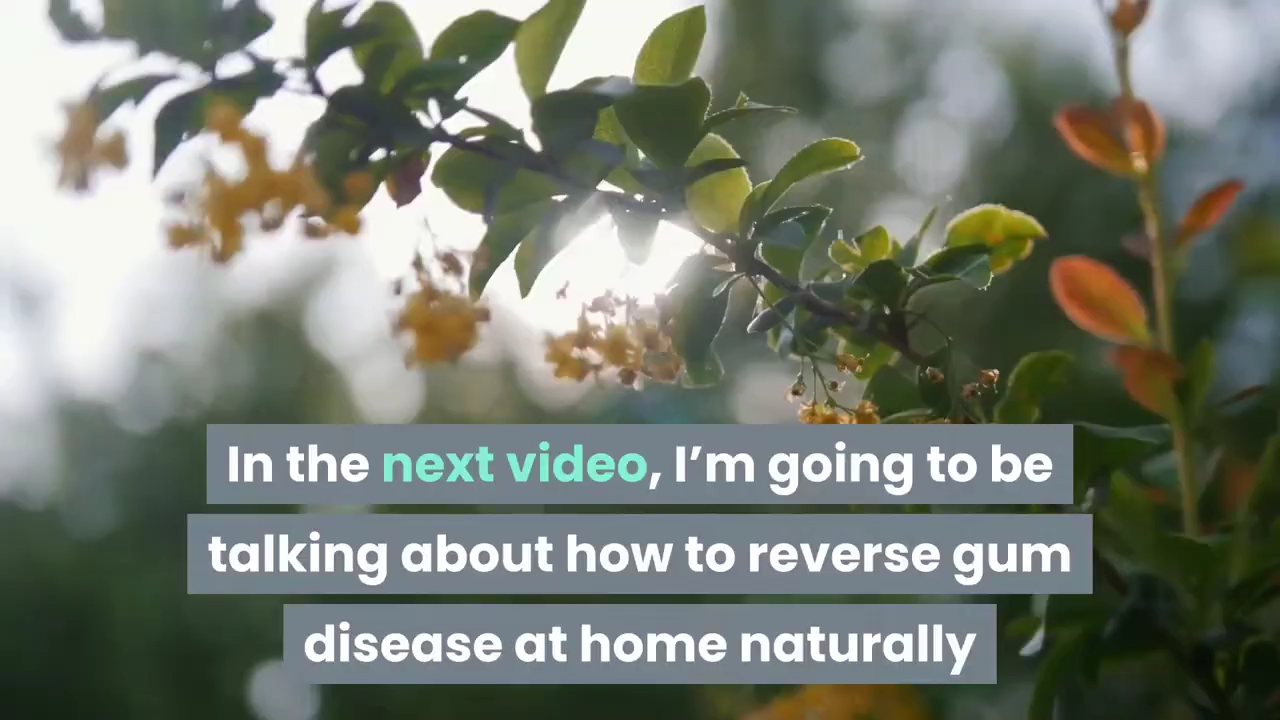 In the next video, I’m going to be
talking about how to reverse gum
disease at home naturally